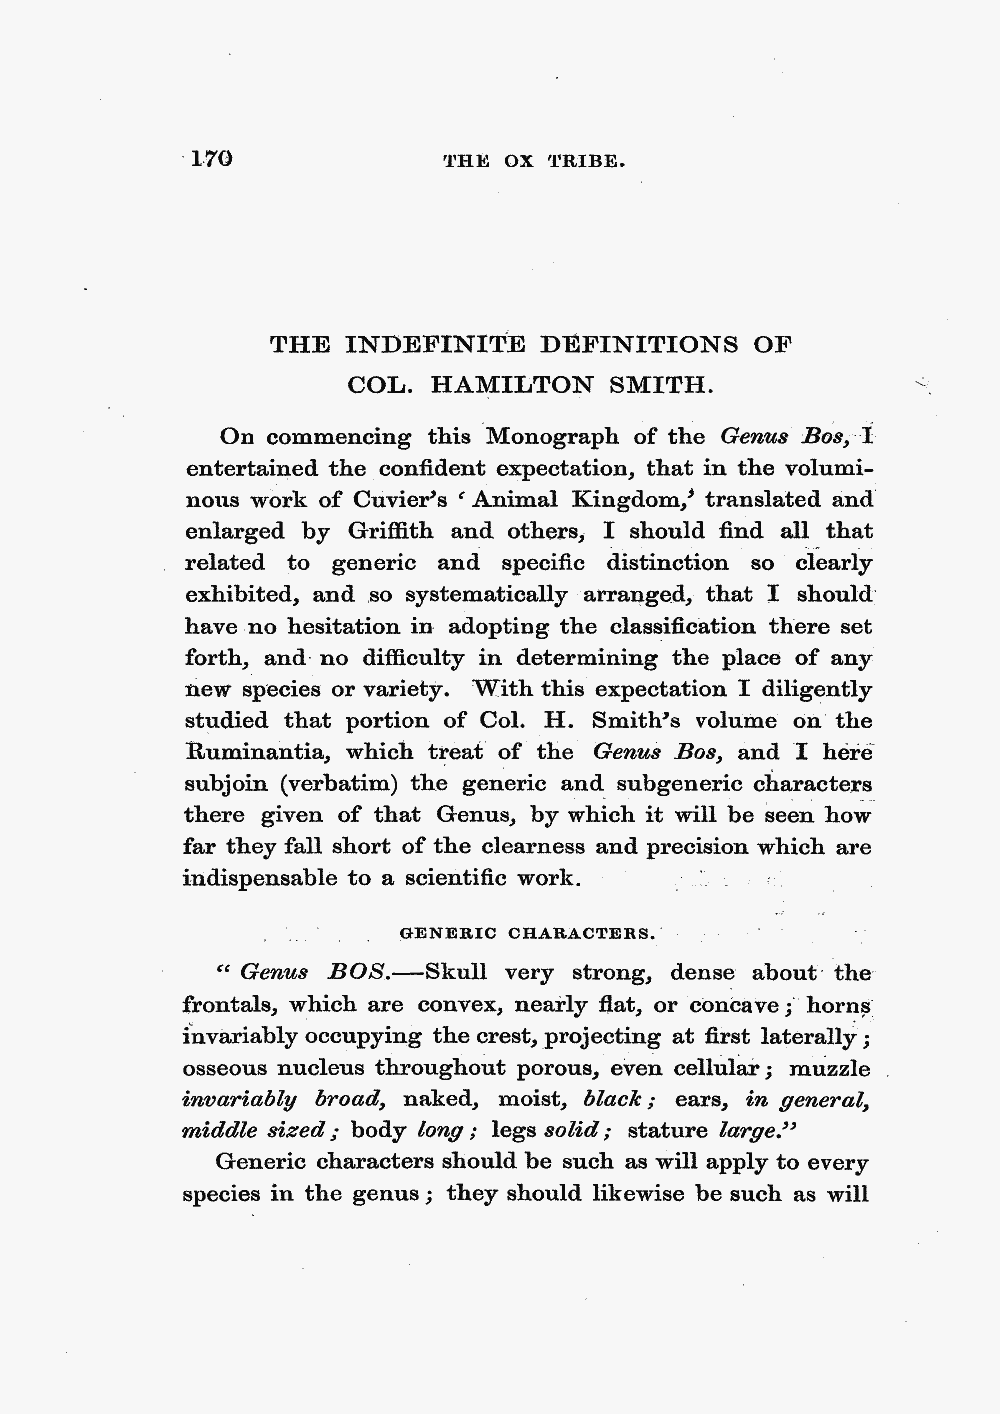 170 THE OX TRIBE.
THE INDEFINITE DEFINITIONS OF
COL. HAMILTON SMITH.
On commencing this Monograph of the Genus Bos, I
entertained the confident expectation, that in the volumi-
nous work of Cuvier's ‘Animal Kingdom,’ translated and
enlarged by Griffith and others, I should find all that
related to generic and specific distinction so clearly
exhibited, and so systematically arranged, that I should
have no hesitation in adopting the classification there set
forth, and no difficulty in determining the place of any
new species or variety. With this expectation I diligently
studied that portion of Col. H. Smith's volume on the
Ruminantia, which treat of the Genus Bos, and I here
subjoin (verbatim) the generic and subgeneric characters
there given of that Genus, by which it will be seen how
far they fall short of the clearness and precision which are
indispensable to a scientific work.
GENERIC CHARACTERS.
“Genus BOS.—Skull very strong, dense about the
frontals, which are convex, nearly flat, or concave; horns
invariably occupying the crest, projecting at first laterally;
osseous nucleus throughout porous, even cellular; muzzle
invariably broad, naked, moist, black; ears, in general,
middle sized; body long; legs solid; stature large.”
Generic characters should be such as will apply to every
species in the genus; they should likewise be such as will